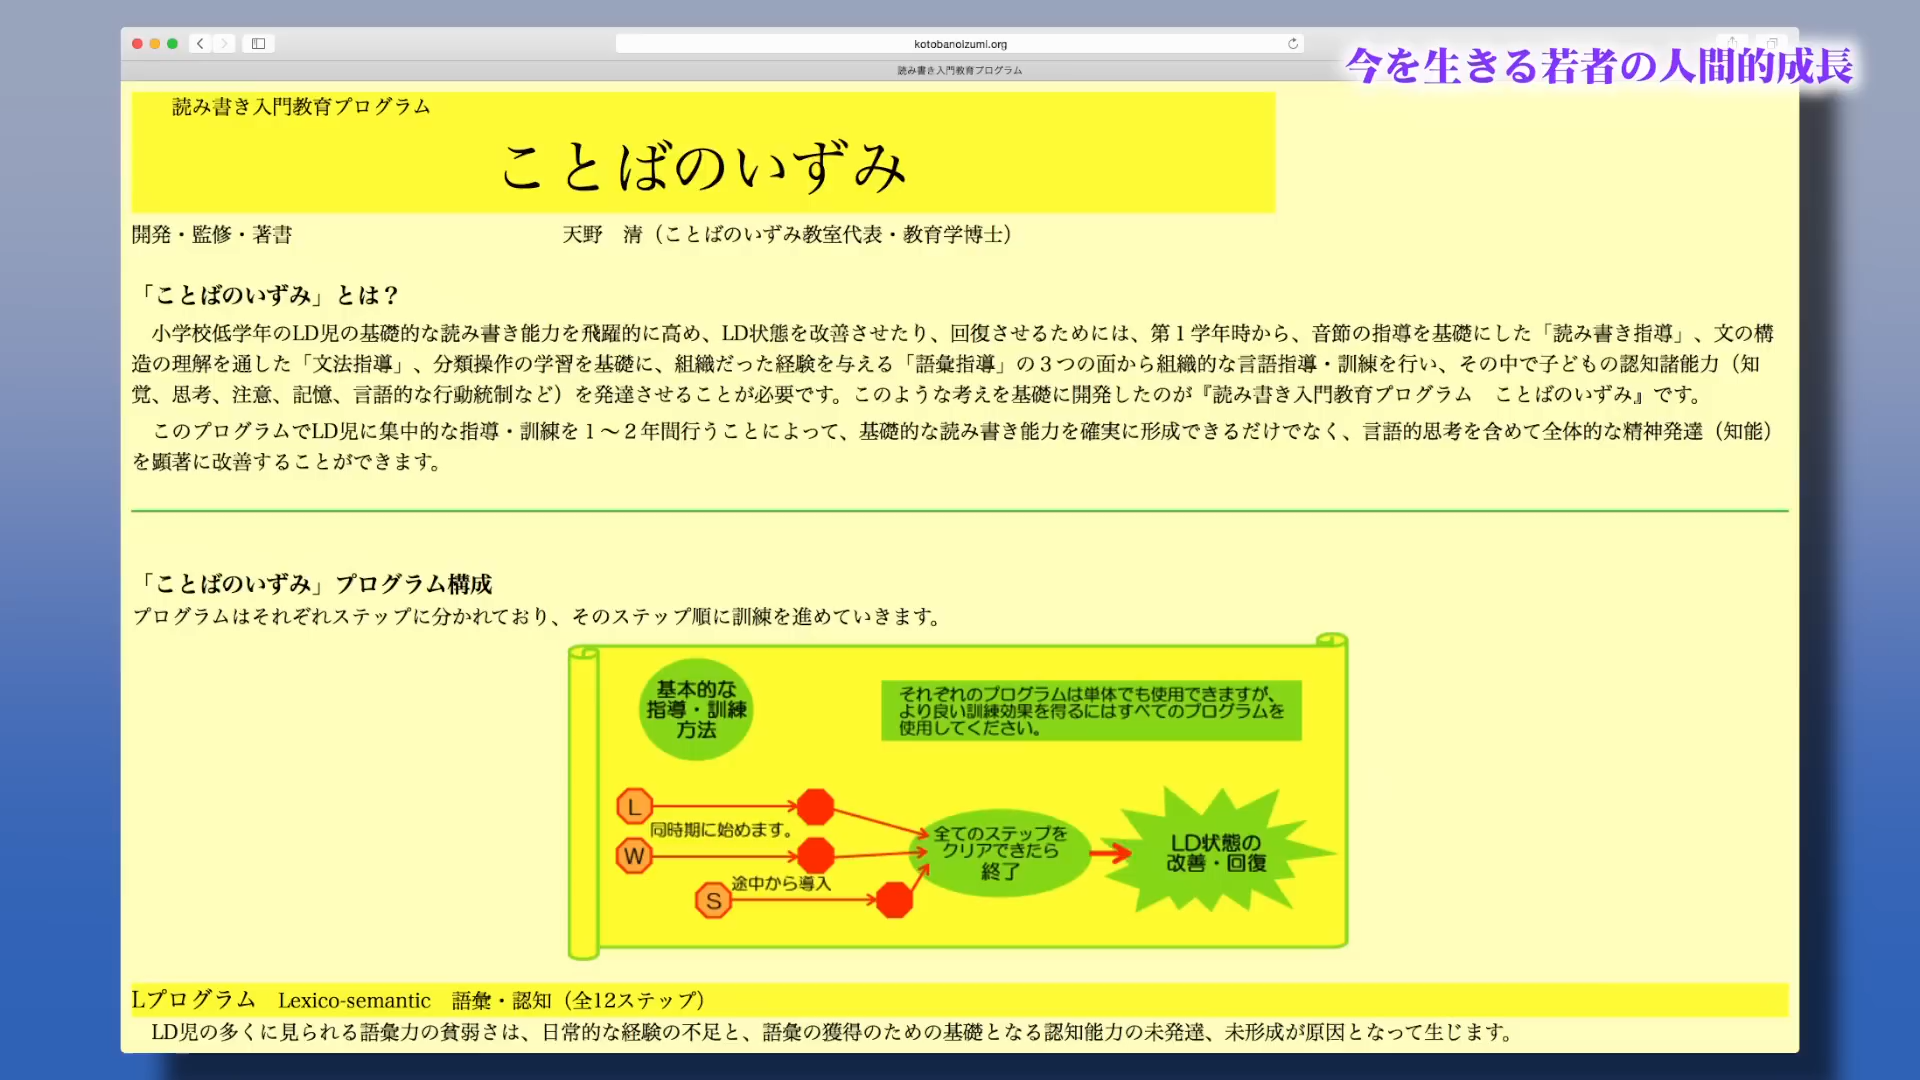 kotobanoizumi.org
読み書き入門教育プログラム
今を生きる若者の人間的成長
読み書き入門教育プログラム
ことばのいずみ
開発・監修・著書 天野 清（ことばのいずみ教室代表・教育学博士）
「ことばのいずみ」とは？
小学校低学年のLD児の基礎的な読み書き能力を飛躍的に高め、LD状態を改善させたり、回復させるためには、第１学年時から、音節の指導を基礎にした「読み書き指導」、文の構
造の理解を通した「文法指導」、分類操作の学習を基礎に、組織だった経験を与える「語彙指導」の３つの面から組織的な言語指導・訓練を行い、その中で子どもの認知諸能力（知
覚、思考、注意、記憶、言語的な行動統制など）を発達させることが必要です。このような考えを基礎に開発したのが『読み書き入門教育プログラム ことばのいずみ』です。
このプログラムでLD児に集中的な指導・訓練を１～２年間行うことによって、基礎的な読み書き能力を確実に形成できるだけでなく、言語的思考を含めて全体的な精神発達（知能）
を顕著に改善することができます。
「ことばのいずみ」プログラム構成
プログラムはそれぞれステップに分かれており、そのステップ順に訓練を進めていきます。
基本的な
指導・訓練
方法
それぞれのプログラムは単体でも使用できますが、
より良い訓練効果を得るにはすべてのプログラムを
使用してください。
L
同時期に始めます。
W
途中から導入
S
全てのステップを
クリアできたら
終了
LD状態の
改善・回復
Lプログラム Lexico-semantic 語彙・認知（全12ステップ）
LD児の多くに見られる語彙力の貧弱さは、日常的な経験の不足と、語彙の獲得のための基礎となる認知能力の未発達、未形成が原因となって生じます。